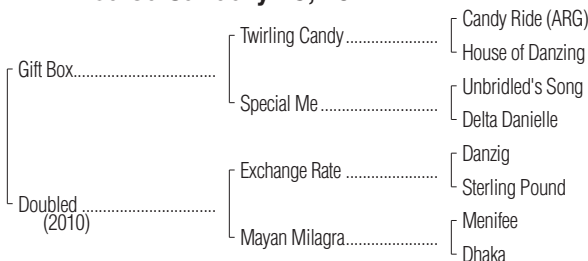 Candy Ride (ARG)
Twirling Candy
House of Danzing
Gift Box
Unbridled's Song
Special Me
Delta Danielle
Danzig
Exchange Rate
Sterling Pound
Doubled
(2010)
Menifee
Mayan Milagra
Dhaka